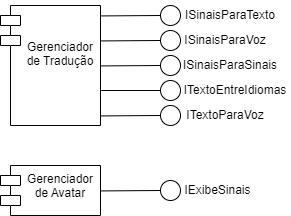 Gerenciador
de Tradução
ISinaisParaTexto
ISinaisParaVoz
ISinaisParaSinais
ITextoEntreIdiomas
ITextoParaVoz
Gerenciador
de Avatar
IExibeSinais